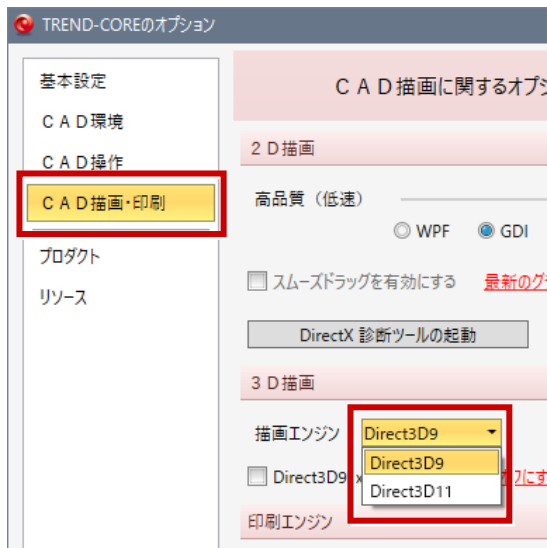 TREND-COREのオプション
基本設定
ＣＡＤ環境
ＣＡＤ操作
ＣＡＤ描画・印刷
プロダクト
リソース
ＣＡＤ描画に関するオプシ
２Ｄ描画
高品質（低速）
WPF GDI
スムーズドラッグを有効にする 最新のグ
DirectX 診断ツールの起動
３Ｄ描画
描画エンジン Direct3D9
Direct3D9
Direct3D11
Direct3D9 フにす
印刷エンジン